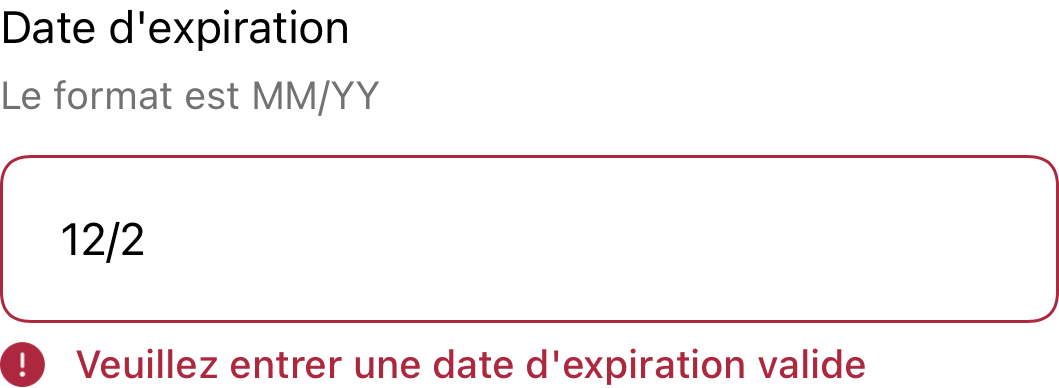 Date d'expiration
Le format est MM/YY
12/2
Veuillez entrer une date d'expiration valide